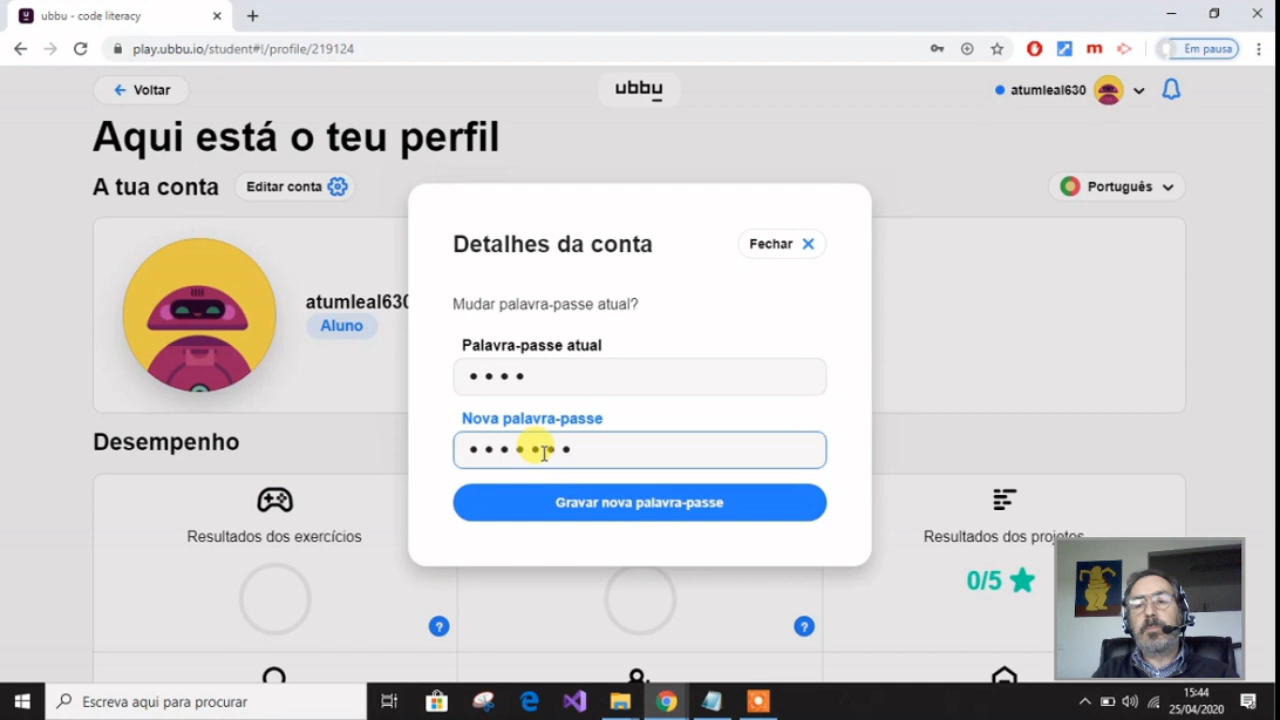 ubbu - code literacy
play.ubbu.io/student#!/profile/219124
Em pausa
Voltar
ubbu
atumleal630
Aqui está o teu perfil
A tua conta
Editar conta
Português
Detalhes da conta
Fechar
Mudar palavra-passe atual?
atumleal630
Aluno
Palavra-passe atual
Nova palavra-passe
Desempenho
Gravar nova palavra-passe
Resultados dos exercícios
Resultados dos projetos
0/5
?
?
Escreva aqui para procurar
15:44
25/04/2020